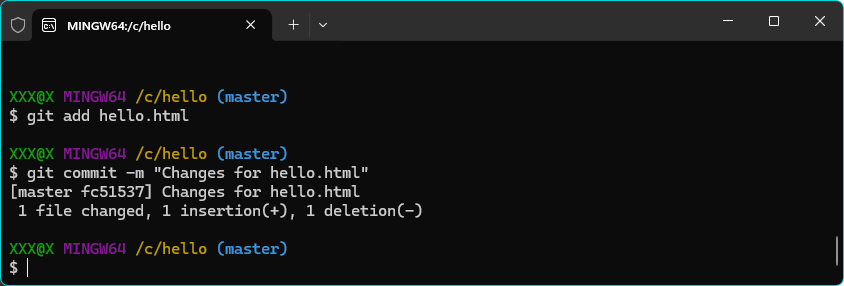 MINGW64:/c/hello
XXX@X MINGW64 /c/hello (master)
$ git add hello.html
XXX@X MINGW64 /c/hello (master)
$ git commit -m "Changes for hello.html"
[master fc51537] Changes for hello.html
 1 file changed, 1 insertion(+), 1 deletion(-)
XXX@X MINGW64 /c/hello (master)
$